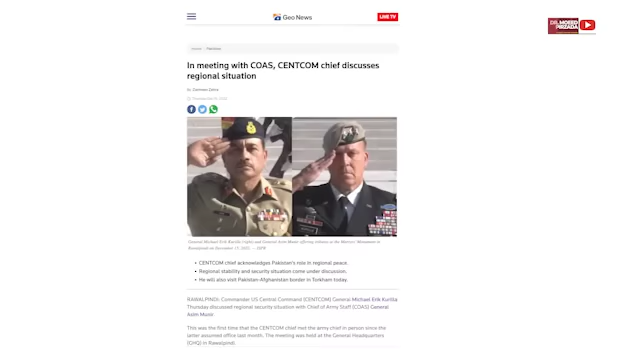 Geo News
LIVE TV
DR. MOEED
PIRZADA
Home Pakistan
In meeting with COAS, CENTCOM chief discusses
regional situation
By Zoonreen Zahra
General Michael Erik Kurilla (right) and General Asim Munir offering salutes at the Martyrs' Monument in
Rawalpindi on December 15, 2022. — ISPR
• CENTCOM chief acknowledges Pakistan's role in regional peace.
• Regional stability and security situation come under discussion.
• He will also visit Pakistan-Afghanistan border in Torkham today.
RAWALPINDI: Commander US Central Command (CENTCOM) General Michael Erik Kurilla
Thursday discussed regional security situation with Chief of Army Staff (COAS) General
Asim Munir.
This was the first time that the CENTCOM chief met the army chief in person since the
latter assumed office last month. The meeting was held at the General Headquarters
(GHQ) in Rawalpindi.